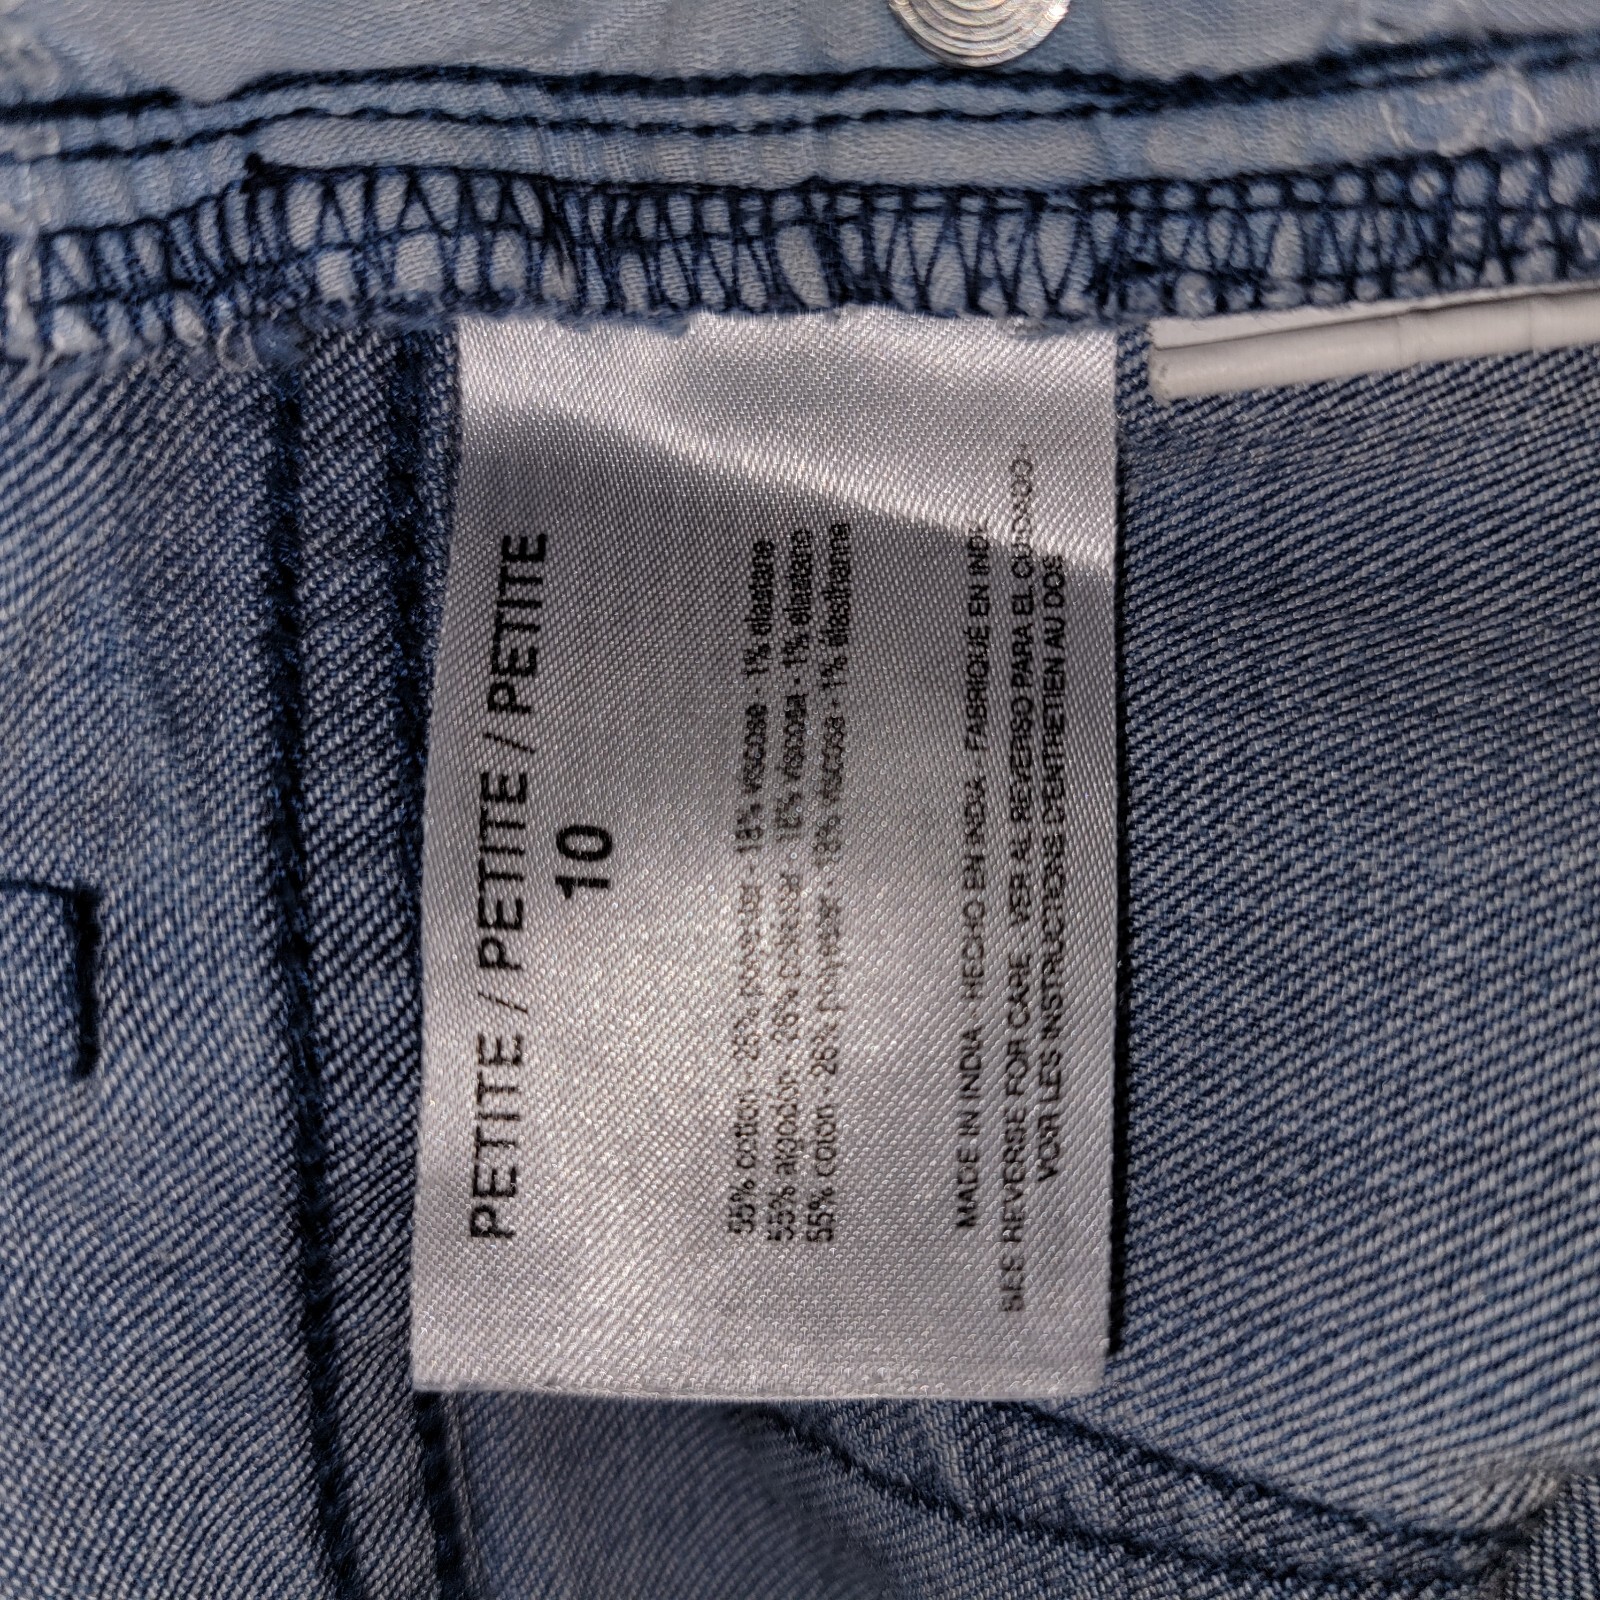 PETITE / PETITE / PETITE
10
55% cotton - 26% polyester - 18% viscose - 1% elastane
55% algodón - 26% poliéster - 18% viscosa - 1% elastano
55% coton - 26% polyester - 18% viscose - 1% élasthanne
MADE IN INDIA - HECHO EN INDIA - FABRIQUÉ EN INDE
SEE REVERSE FOR CARE. VER AL REVERSO PARA EL CUIDADO.
VOIR LES INSTRUCTIONS D'ENTRETIEN AU DOS